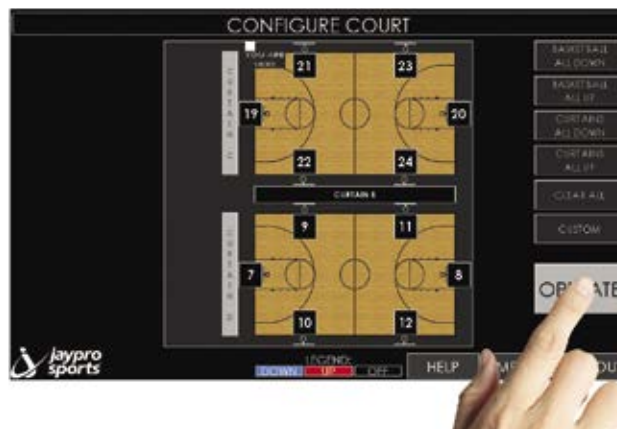 CONFIGURE COURT
YOU ARE
HERE
21
23
19
20
22
24
CURTAIN C
CURTAIN E
9
11
7
8
10
12
CURTAIN D
BASKETBALL
ALL DOWN
BASKETBALL
ALL UP
CURTAINS
ALL DOWN
CURTAINS
ALL UP
CLEAR ALL
CUSTOM
jaypro
sports
LEGEND:
DOWN UP OFF
HELP